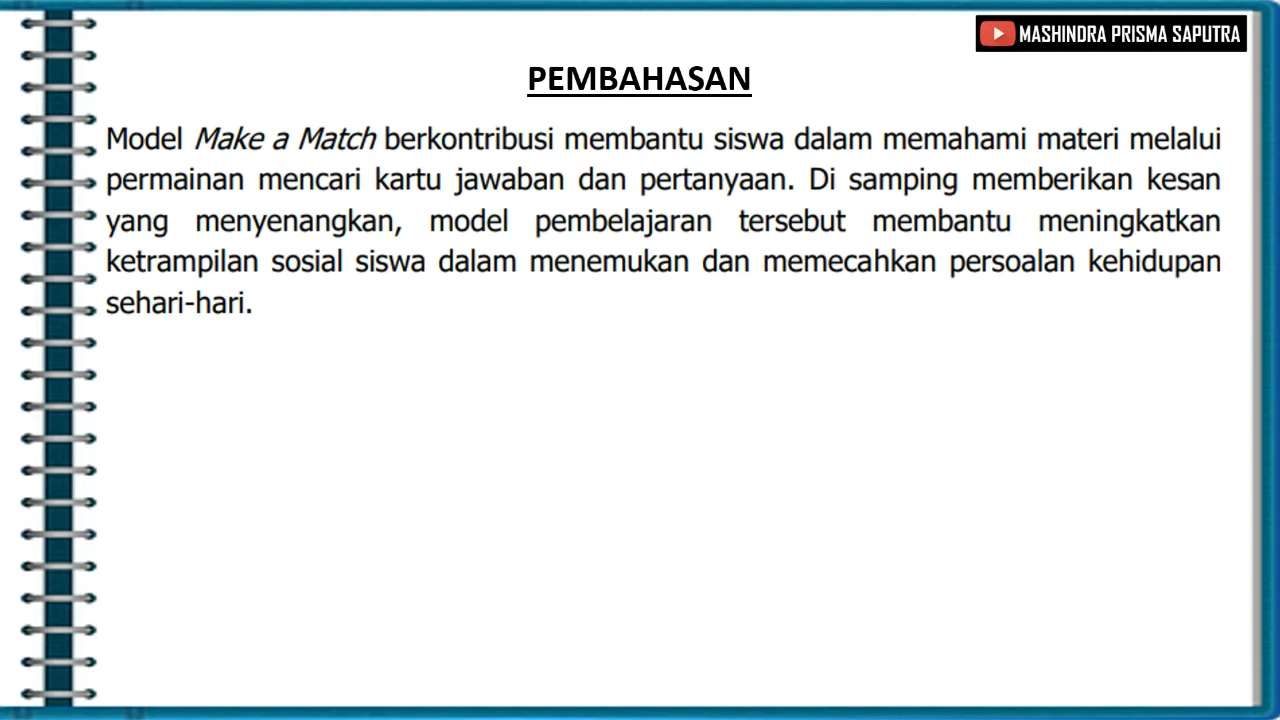 MASHINDRA PRISMA SAPUTRA
PEMBAHASAN
Model Make a Match berkontribusi membantu siswa dalam memahami materi melalui
permainan mencari kartu jawaban dan pertanyaan. Di samping memberikan kesan
yang menyenangkan, model pembelajaran tersebut membantu meningkatkan
ketrampilan sosial siswa dalam menemukan dan memecahkan persoalan kehidupan
sehari-hari.